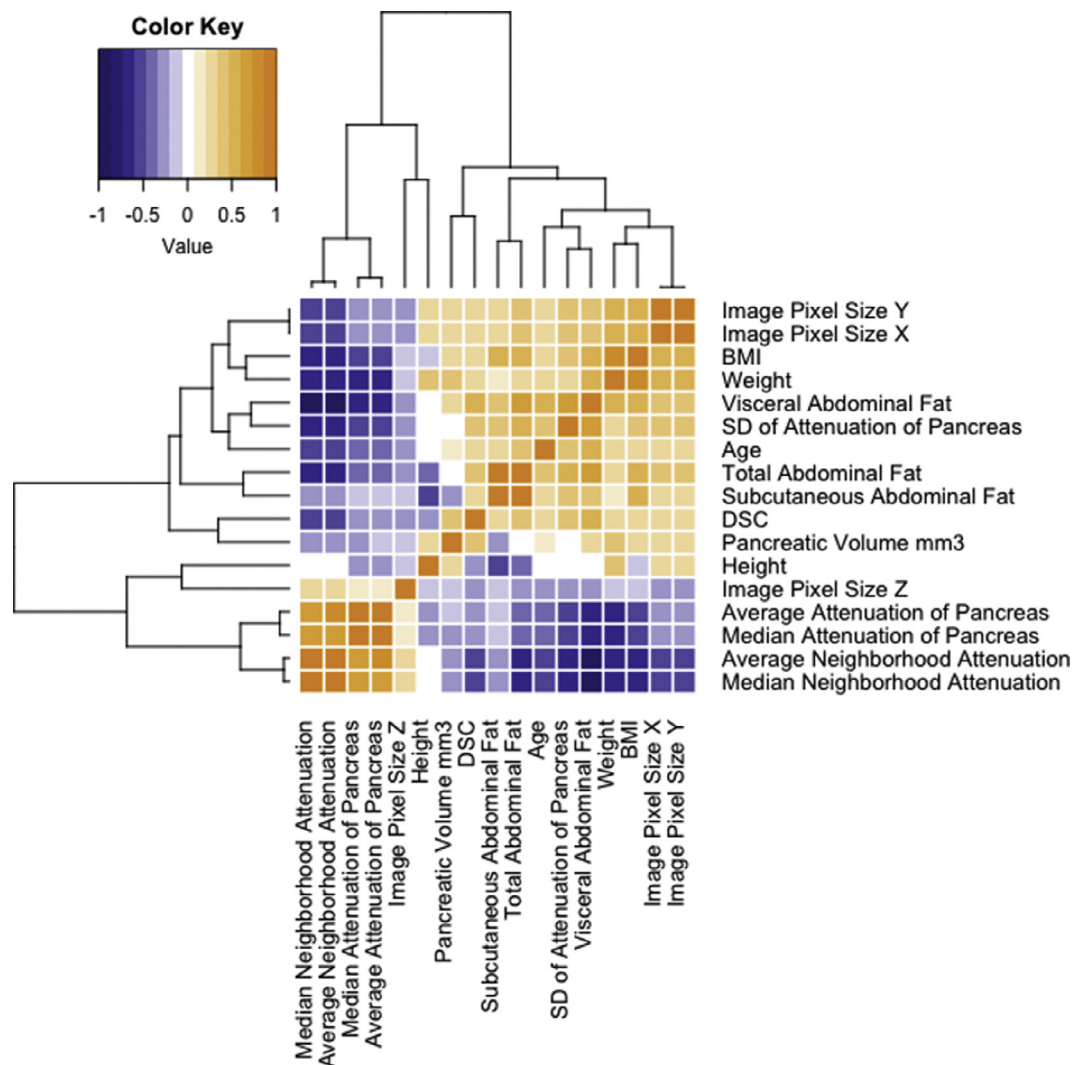 Color Key
-1 -0.5 0 0.5 1
Value
Image Pixel Size Y
Image Pixel Size X
BMI
Weight
Visceral Abdominal Fat
SD of Attenuation of Pancreas
Age
Total Abdominal Fat
Subcutaneous Abdominal Fat
DSC
Pancreatic Volume mm3
Height
Image Pixel Size Z
Average Attenuation of Pancreas
Median Attenuation of Pancreas
Average Neighborhood Attenuation
Median Neighborhood Attenuation
Median Neighborhood Attenuation
Average Neighborhood Attenuation
Median Attenuation of Pancreas
Average Attenuation of Pancreas
Image Pixel Size Z
Height
Pancreatic Volume mm3
DSC
Subcutaneous Abdominal Fat
Total Abdominal Fat
Age
SD of Attenuation of Pancreas
Visceral Abdominal Fat
Weight
BMI
Image Pixel Size X
Image Pixel Size Y